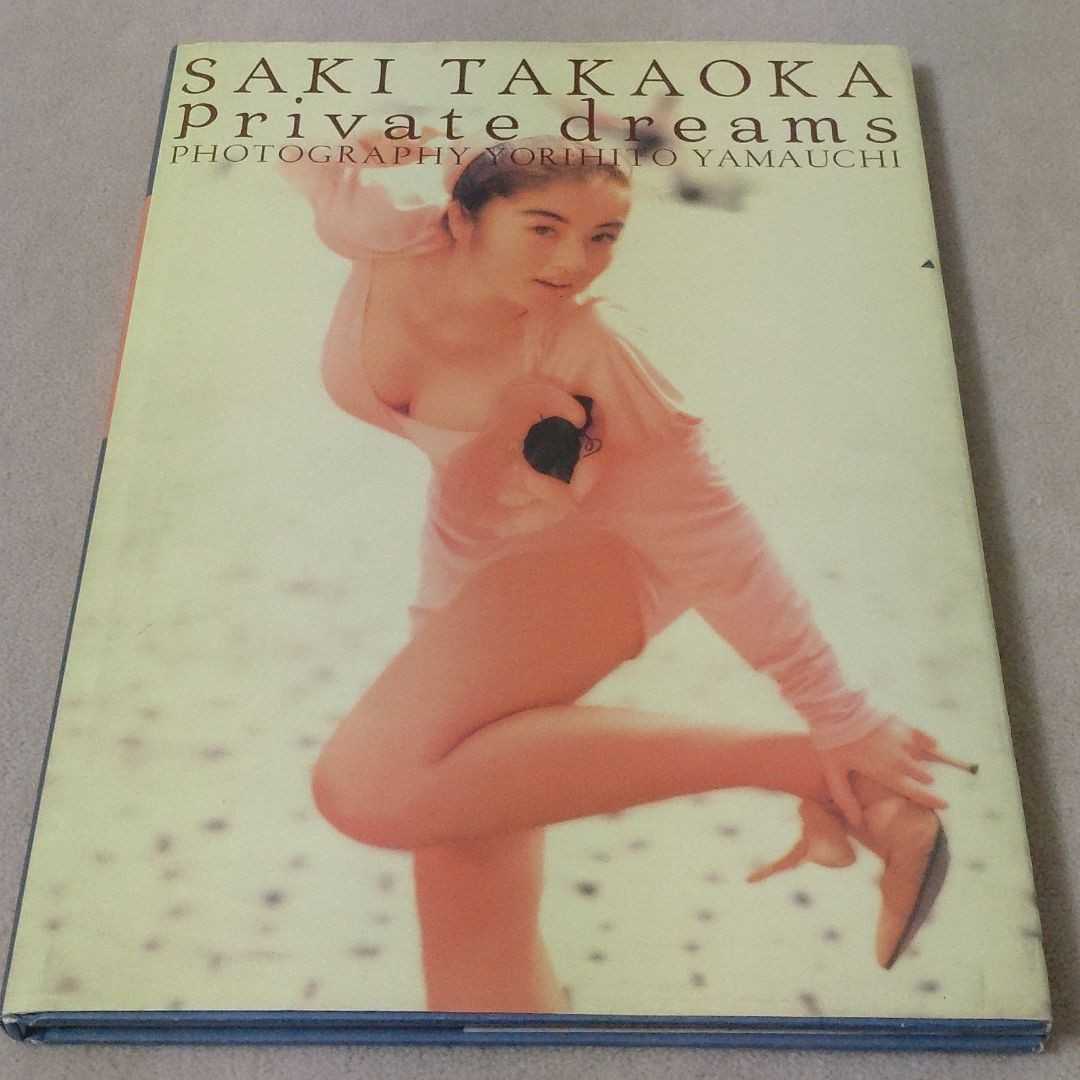 SAKI TAKAOKA
Private dreams
PHOTOGRAPHY YORIHITO YAMAUCHI